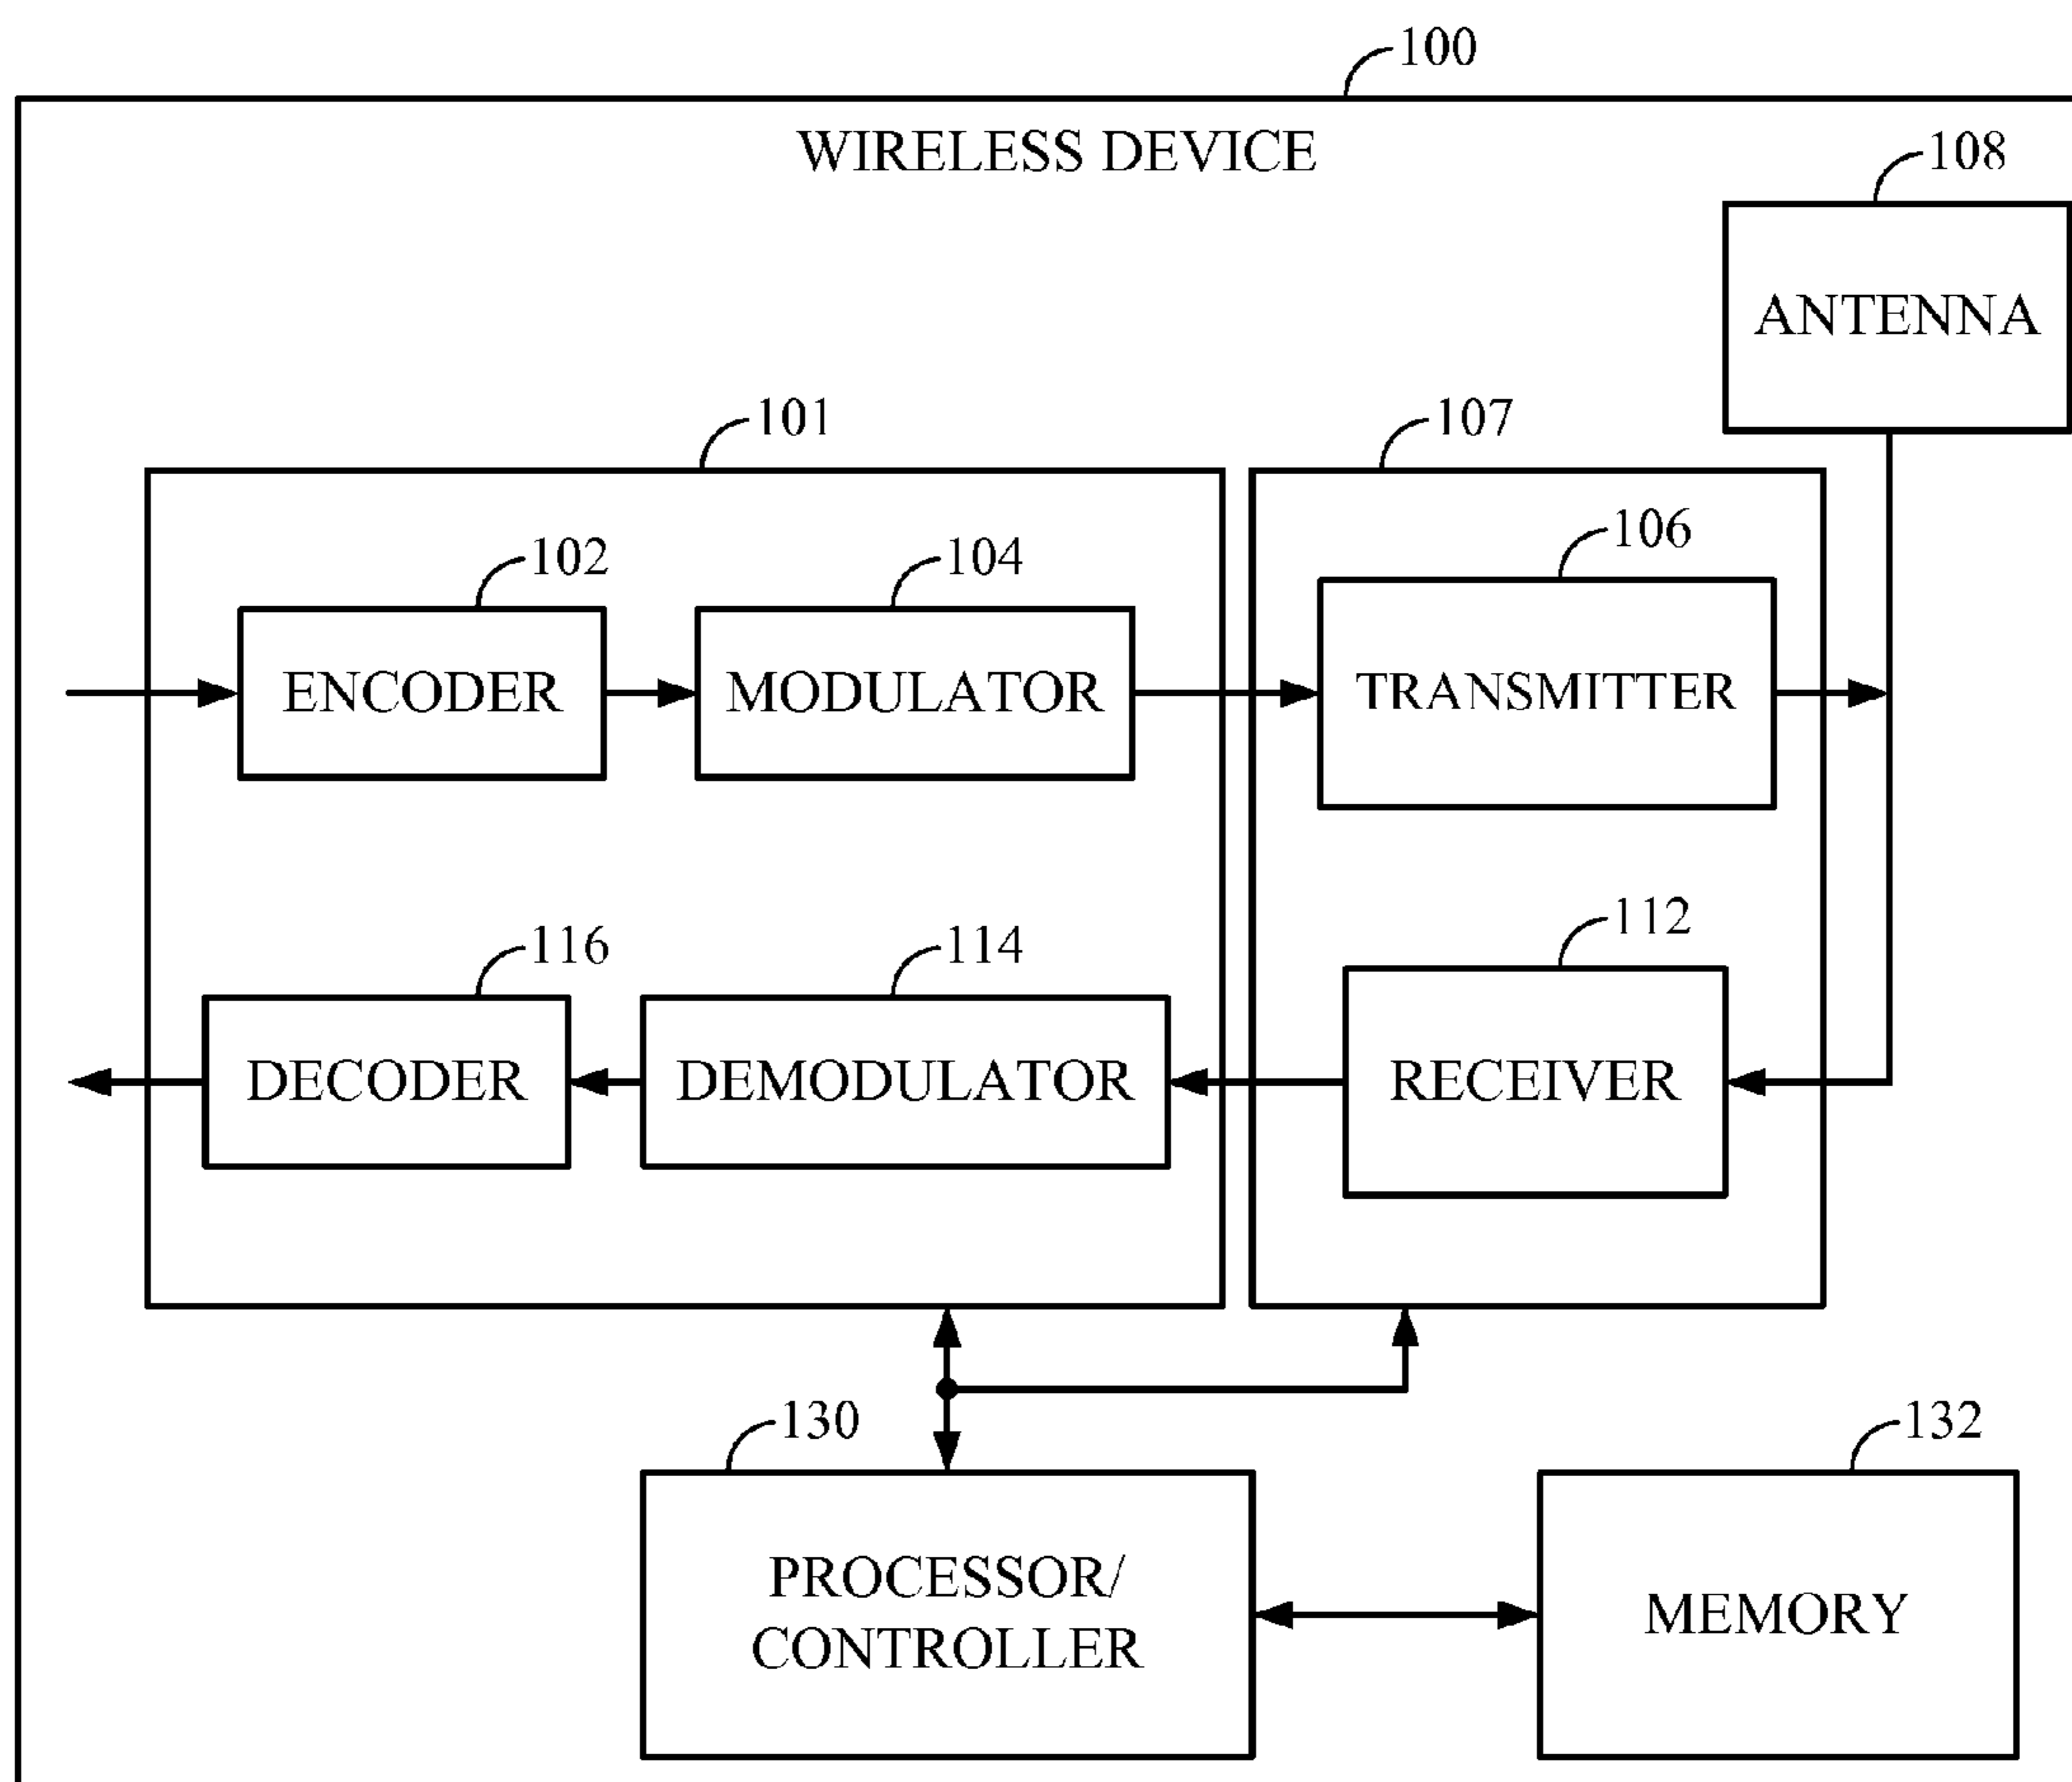 100
WIRELESS DEVICE
108
ANTENNA
101
107
102
104
106
ENCODER
MODULATOR
TRANSMITTER
116
114
112
DECODER
DEMODULATOR
RECEIVER
130
132
PROCESSOR/
CONTROLLER
MEMORY